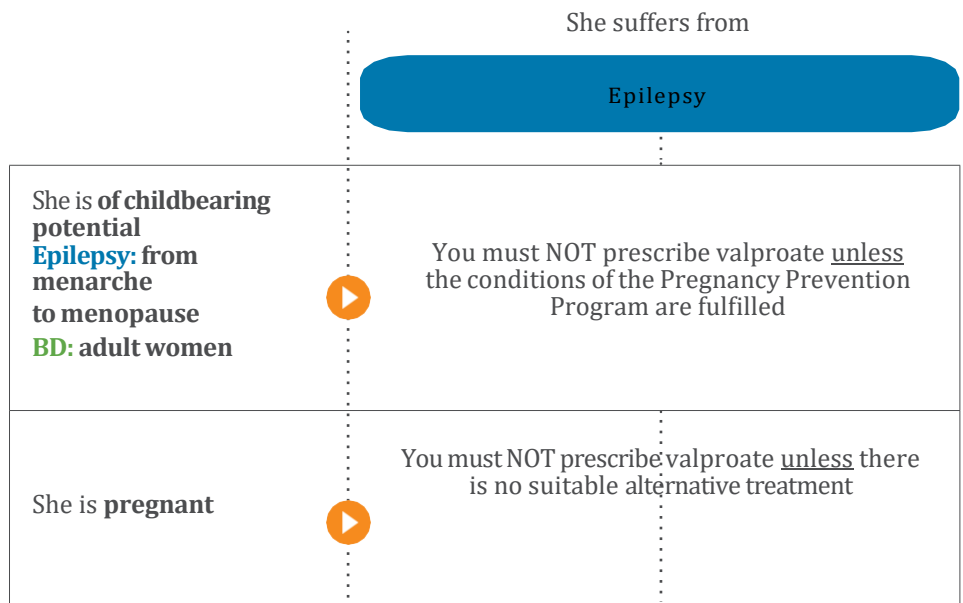 She suffers from
Epilepsy
She is of childbearing
potential
Epilepsy: from
menarche
to menopause
BD: adult women
You must NOT prescribe valproate unless
the conditions of the Pregnancy Prevention
Program are fulfilled
She is pregnant
You must NOT prescribe valproate unless there
is no suitable alternative treatment